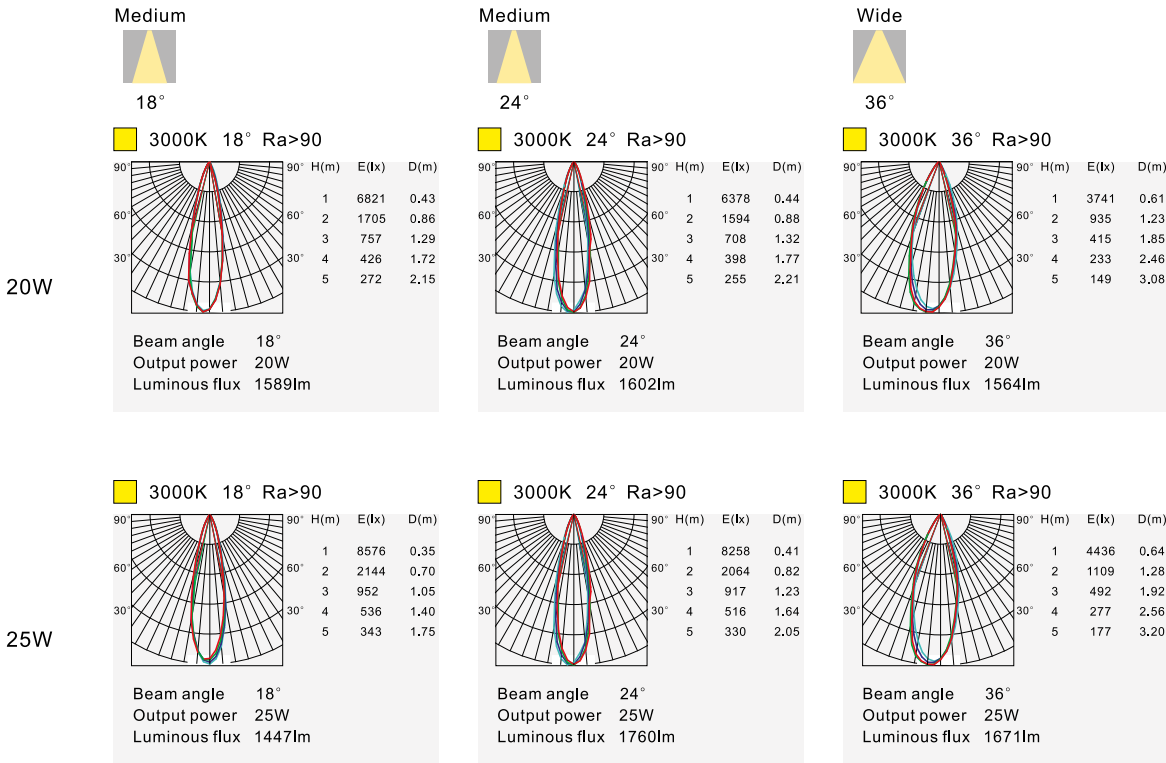 Medium
18°
3000K 18° Ra>90
90° 90° H(m) E(lx) D(m)
1 6821 0.43
60° 60° 2 1705 0.86
3 757 1.29
30° 30° 4 426 1.72
5 272 2.15
Beam angle 18°
Output power 20W
Luminous flux 1589lm
Medium
24°
3000K 24° Ra>90
90° 90° H(m) E(lx) D(m)
1 6378 0.44
60° 60° 2 1594 0.88
3 708 1.32
30° 30° 4 398 1.77
5 255 2.21
Beam angle 24°
Output power 20W
Luminous flux 1602lm
Wide
36°
3000K 36° Ra>90
90° 90° H(m) E(lx) D(m)
1 3741 0.61
60° 60° 2 935 1.23
3 415 1.85
30° 30° 4 233 2.46
5 149 3.08
Beam angle 36°
Output power 20W
Luminous flux 1564lm
20W
3000K 18° Ra>90
90° 90° H(m) E(lx) D(m)
1 8576 0.35
60° 60° 2 2144 0.70
3 952 1.05
30° 30° 4 536 1.40
5 343 1.75
Beam angle 18°
Output power 25W
Luminous flux 1447lm
3000K 24° Ra>90
90° 90° H(m) E(lx) D(m)
1 8258 0.41
60° 60° 2 2064 0.82
3 917 1.23
30° 30° 4 516 1.64
5 330 2.05
Beam angle 24°
Output power 25W
Luminous flux 1760lm
3000K 36° Ra>90
90° 90° H(m) E(lx) D(m)
1 4436 0.64
60° 60° 2 1109 1.28
3 492 1.92
30° 30° 4 277 2.56
5 177 3.20
Beam angle 36°
Output power 25W
Luminous flux 1671lm
25W